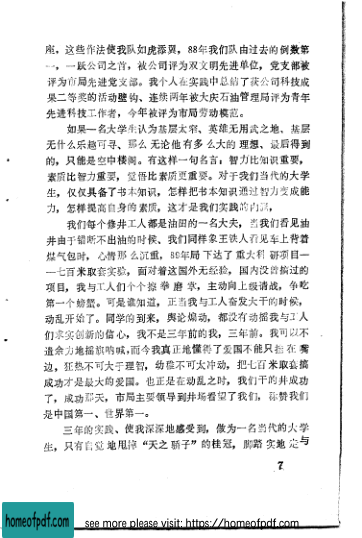 座，这些作法使我队如虎添翼，88年我们队由过去的倒数第
一，一跃公司之首，被公司评为双文明先进单位，党支部被
评为市局先进党支部。我个人在实践中总结了获公司科技成
果二等奖的活动壁钩、连续两年被大庆石油管理局评为青年
先进科技工作者，今年被评为市局劳动模范。
如果一名大学生认为基层太窄、英雄无用武之地、基层
无什么乐趣可寻、那么无论他有多么大的理想、最后得到
的，只能是空中楼阁。有这样一句名言：智力比知识重要，
素质比智力重要，觉悟比素质更重要。对于我们当代的大学
生，仅仅具备了书本知识，怎样把书本知识通过智力变成能
力，怎样提高自身的素质，这才是我们实践的内涵，
我们每个修井工人都是油田的一名大夫，当我们看见油
井由于错断不出油的时候、我们同样象王铁人看见车上背着
煤气包时，心情那么沉重，89年局下达了重大科研项目一
一七百米取套实验，面对着这国外无经验，国内没曾搞过的
项目，我与工人们个个擦拳磨掌，主动向上级请战，争吃
第一个螃蟹。可是谁知道，正当我与工人奋发大干的时候，
动乱开始了。同学的到来，舆论煽动，都没有动摇我与工人
们求实创新的信心，我不是三年前的我，三年前，我可以不
遗余力地摇旗呐喊，而今我真正地懂得了爱国不能只挂在嘴
边，狂热不可大于理智，幼稚不可大冲动，把七百米取套搞
成功才是最大的爱国。也正是在动乱之时，我们干的井成功
了，成功那天，市局主要领导到井场看望了我们，称赞我们
是中国第一、世界第一。
三年的实践、使我深深地感受到，做为一名当代的大学
生，只有自觉地甩掉“天之骄子”的桂冠，脚踏实地定与
7
homeofpdf.com
see more please visit: https://homeofpdf.com